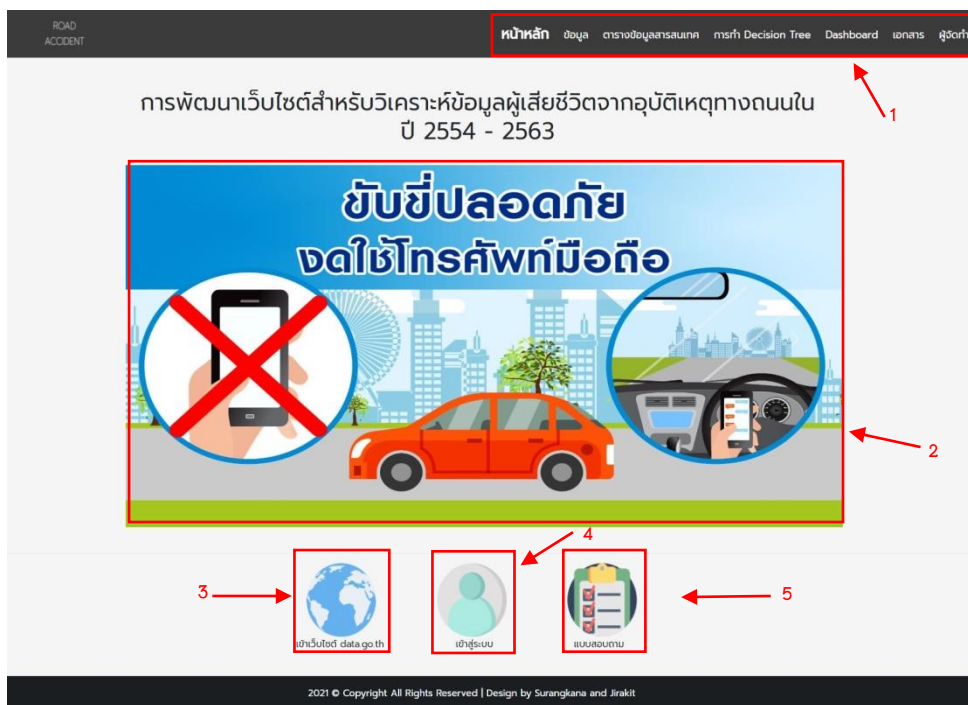 ROAD
ACCIDENT
หน้าหลัก ข้อมูล ตารางข้อมูลสารสนเทศ การทำ Decision Tree Dashboard เอกสาร ผู้จัดทำ
1
การพัฒนาเว็บไซต์สำหรับวิเคราะห์ข้อมูลผู้เสียชีวิตจากอุบัติเหตุทางถนนใน
ปี 2554 - 2563
ขับขี่ปลอดภัย
งดใช้โทรศัพท์มือถือ
2
4
3
5
เข้าเว็บไซต์ data.go.th
เข้าสู่ระบบ
แบบสอบถาม
2021 © Copyright All Rights Reserved | Design by Surangkana and Jirakit